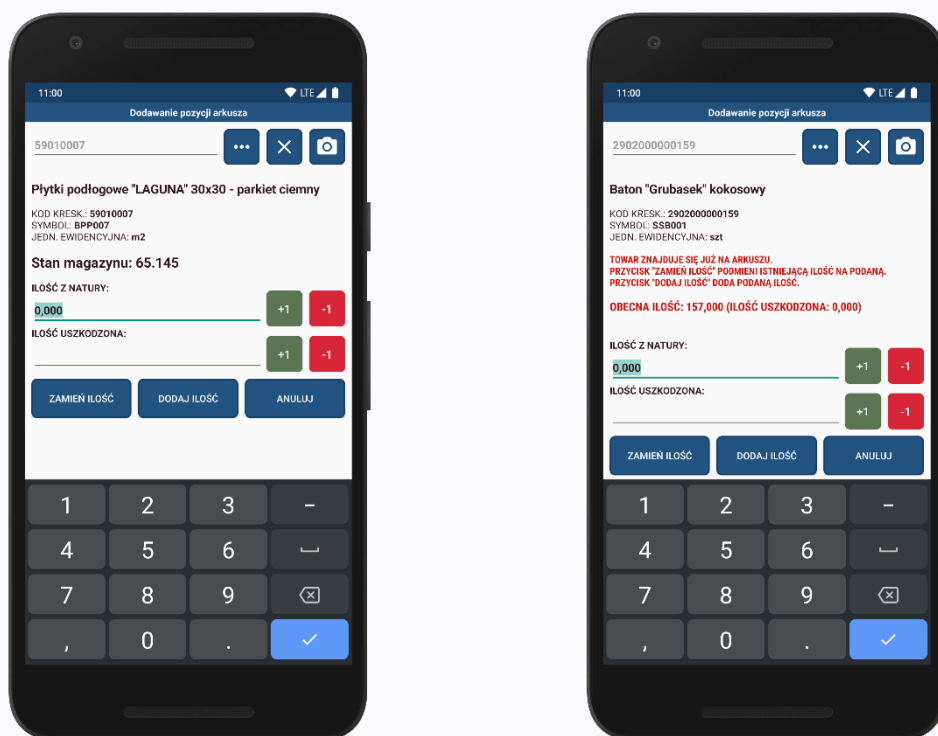 11:00
LTE
Dodawanie pozycji arkusza
59010007
Płytki podłogowe "LAGUNA" 30x30 - parkiet ciemny
KOD KRESK.: 59010007
SYMBOL: BPP007
JEDN. EWIDENCYJNA: m2
Stan magazynu: 65.145
ILOŚĆ Z NATURY:
0,000
+1 -1
ILOŚĆ USZKODZONA:
+1 -1
ZAMIEŃ ILOŚĆ DODAJ ILOŚĆ ANULUJ
1 2 3 –
4 5 6
7 8 9
, 0 .
11:00
LTE
Dodawanie pozycji arkusza
2902000000159
Baton "Grubasek" kokosowy
KOD KRESK.: 2902000000159
SYMBOL: SSB001
JEDN. EWIDENCYJNA: szt
TOWAR ZNAJDUJE SIĘ JUŻ NA ARKUSZU.
PRZYCISK "ZAMIEŃ ILOŚĆ" PODMIENI ISTNIEJĄCĄ ILOŚĆ NA PODANĄ.
PRZYCISK "DODAJ ILOŚĆ" DODA PODANĄ ILOŚĆ.
OBECNA ILOŚĆ: 157,000 (ILOŚĆ USZKODZONA: 0,000)
ILOŚĆ Z NATURY:
0,000
+1 -1
ILOŚĆ USZKODZONA:
+1 -1
ZAMIEŃ ILOŚĆ DODAJ ILOŚĆ ANULUJ
1 2 3 –
4 5 6
7 8 9
, 0 .